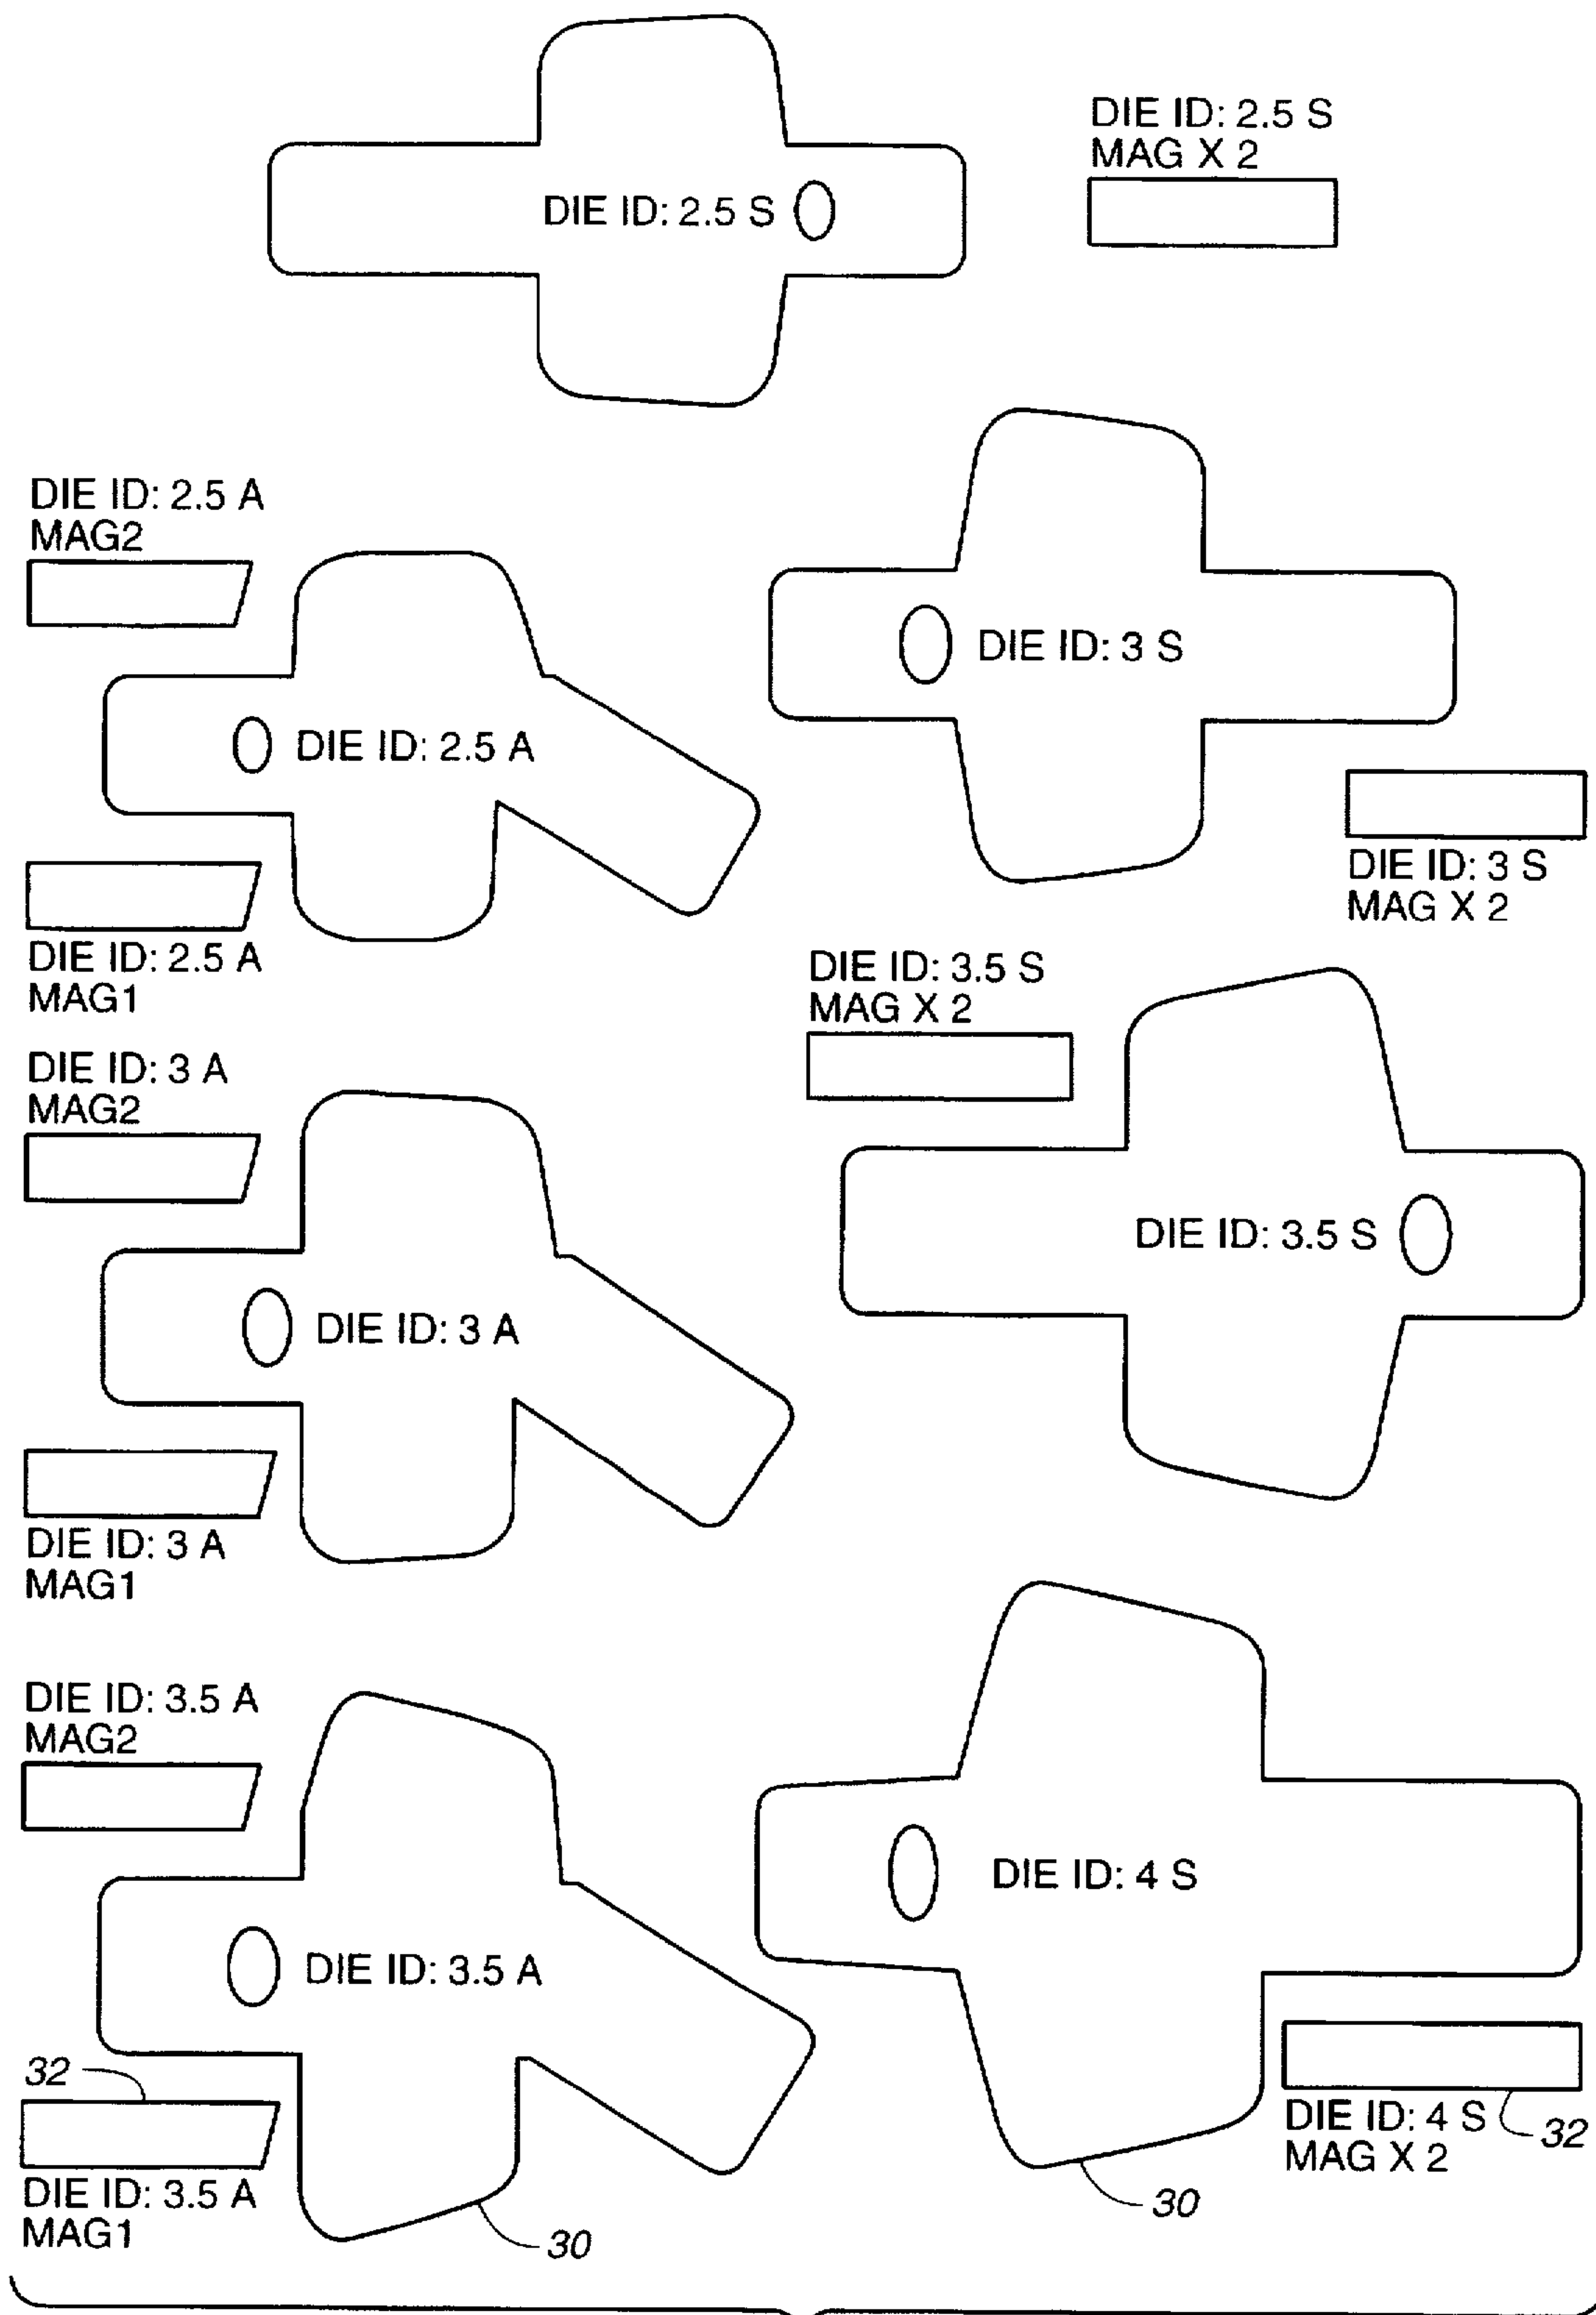 DIE ID: 2.5 S
MAG X 2
DIE ID: 2.5 S
DIE ID: 2.5 A
MAG2
DIE ID: 3 S
DIE ID: 2.5 A
DIE ID: 3 S
MAG X 2
DIE ID: 2.5 A
MAG1
DIE ID: 3.5 S
MAG X 2
DIE ID: 3 A
MAG2
DIE ID: 3.5 S
DIE ID: 3 A
DIE ID: 3 A
MAG1
DIE ID: 3.5 A
MAG2
DIE ID: 4 S
DIE ID: 3.5 A
32
DIE ID: 4 S
MAG X 2
32
DIE ID: 3.5 A
MAG1
30
30